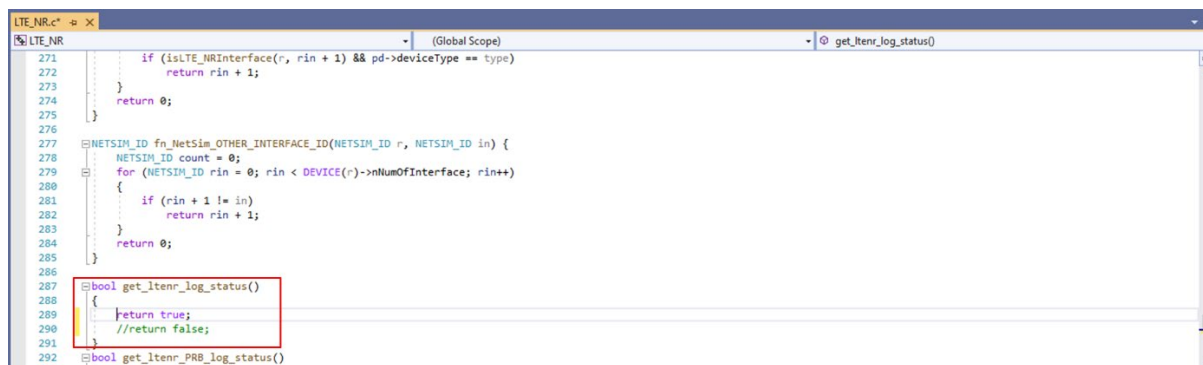 LTE_NR.c*
LTE_NR (Global Scope) get_ltenr_log_status()
271 if (isLTE_NRInterface(r, rin + 1) && pd->deviceType == type)
272 return rin + 1;
273 }
274 return 0;
275 }
276
277 NETSIM_ID fn_NetSim_OTHER_INTERFACE_ID(NETSIM_ID r, NETSIM_ID in) {
278 NETSIM_ID count = 0;
279 for (NETSIM_ID rin = 0; rin < DEVICE(r)->nNumOfInterface; rin++)
280 {
281 if (rin + 1 != in)
282 return rin + 1;
283 }
284 return 0;
285 }
286
287 bool get_ltenr_log_status()
288 {
289 return true;
290 //return false;
291 }
292 bool get_ltenr_PRB_log_status()